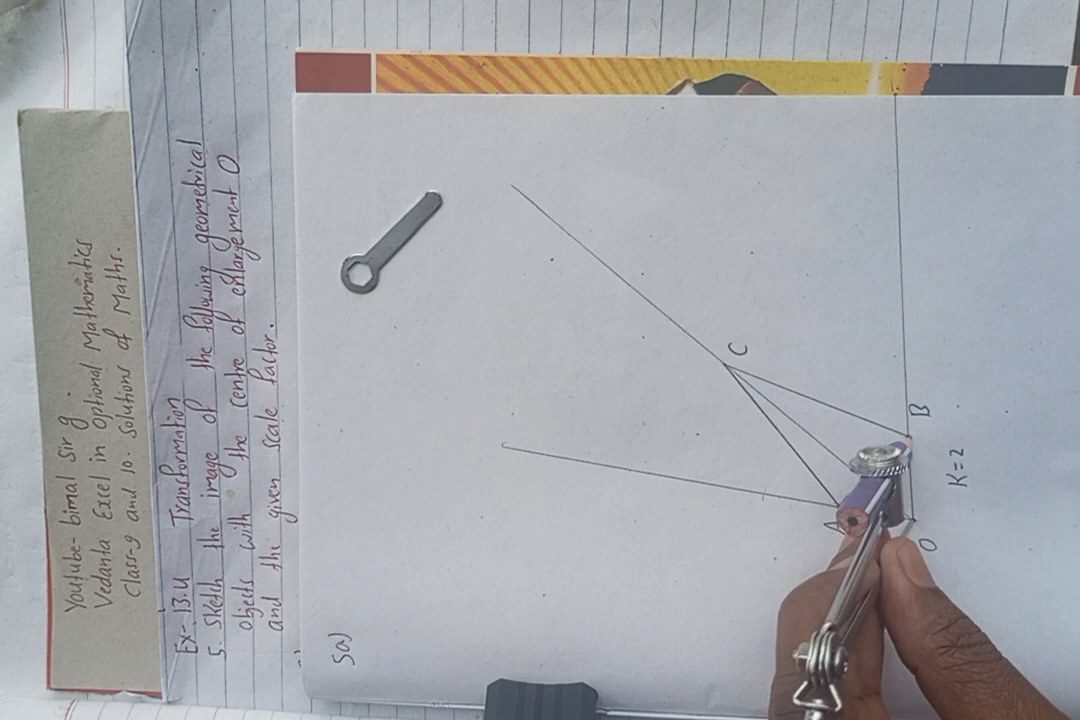 Youtube- bimal Sir g.
Vedanta Excel in Optional Mathematics
Class-9 and 10. Solutions of Maths.
Ex- 13.4 Transformation
5. Sketch the image of the following geometrical
objects with the centre of enlargement O
and the given scale factor.
5a)
C
A
B
O
K=2